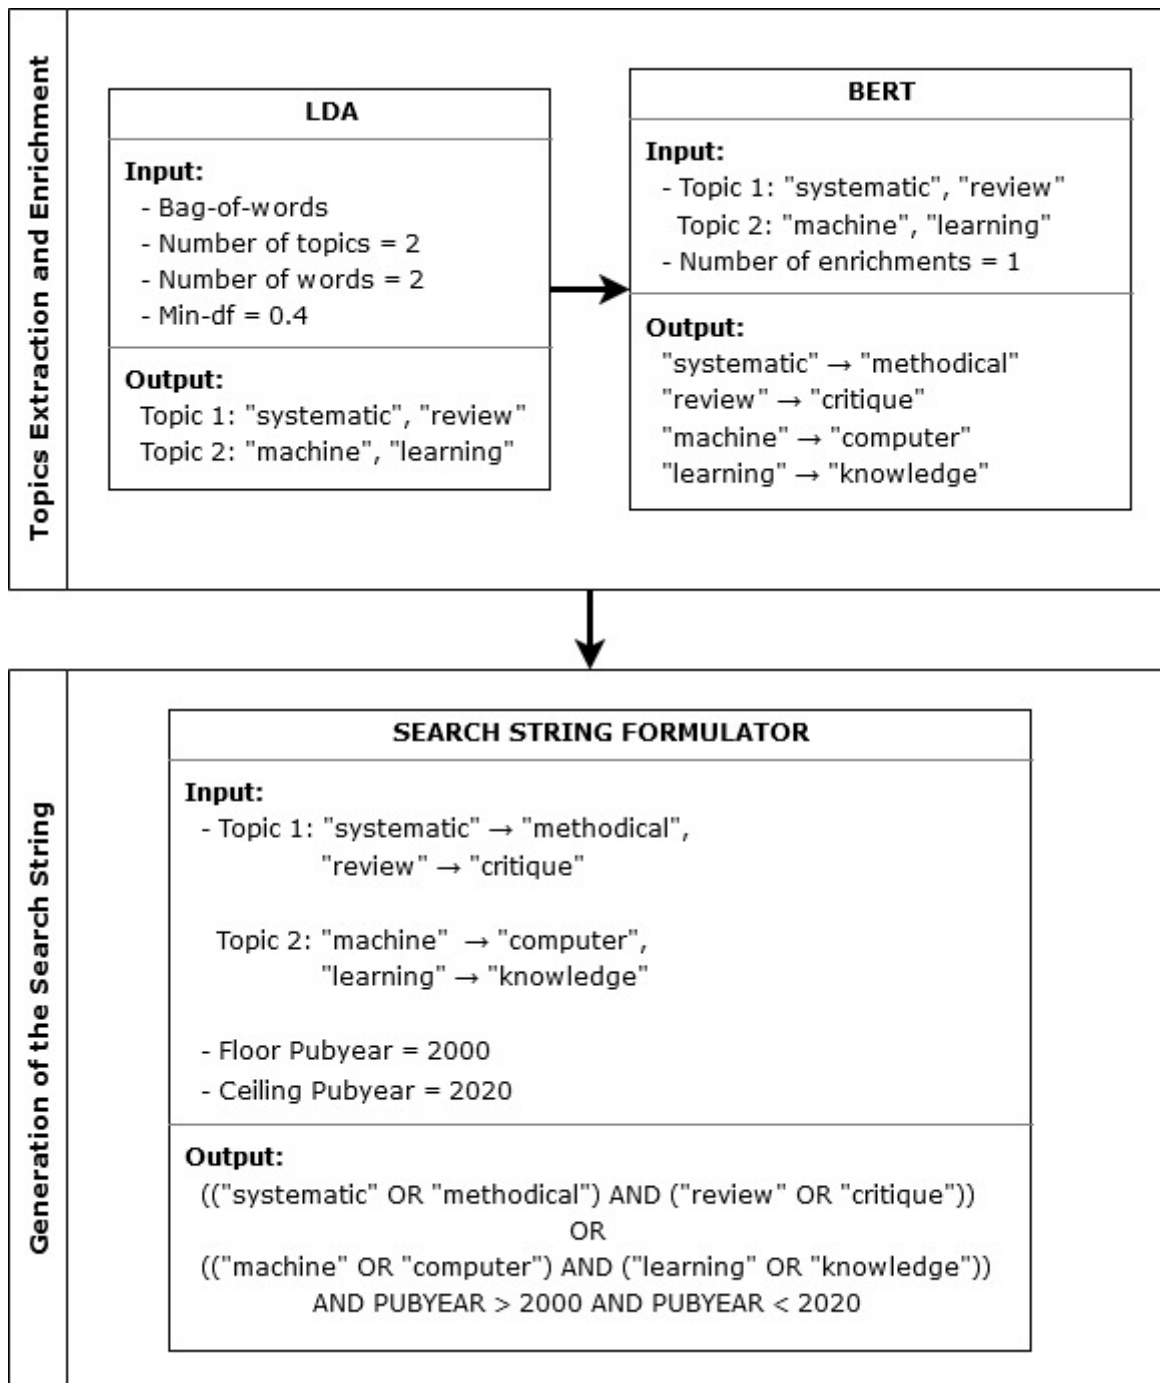 Topics Extraction and Enrichment
LDA
Input:
- Bag-of-words
- Number of topics = 2
- Number of words = 2
- Min-df = 0.4
Output:
Topic 1: "systematic", "review"
Topic 2: "machine", "learning"
BERT
Input:
- Topic 1: "systematic", "review"
Topic 2: "machine", "learning"
- Number of enrichments = 1
Output:
"systematic" → "methodical"
"review" → "critique"
"machine" → "computer"
"learning" → "knowledge"
Generation of the Search String
SEARCH STRING FORMULATOR
Input:
- Topic 1: "systematic" → "methodical",
"review" → "critique"
Topic 2: "machine" → "computer",
"learning" → "knowledge"
- Floor Pubyear = 2000
- Ceiling Pubyear = 2020
Output:
(("systematic" OR "methodical") AND ("review" OR "critique"))
OR
(("machine" OR "computer") AND ("learning" OR "knowledge"))
AND PUBYEAR > 2000 AND PUBYEAR < 2020